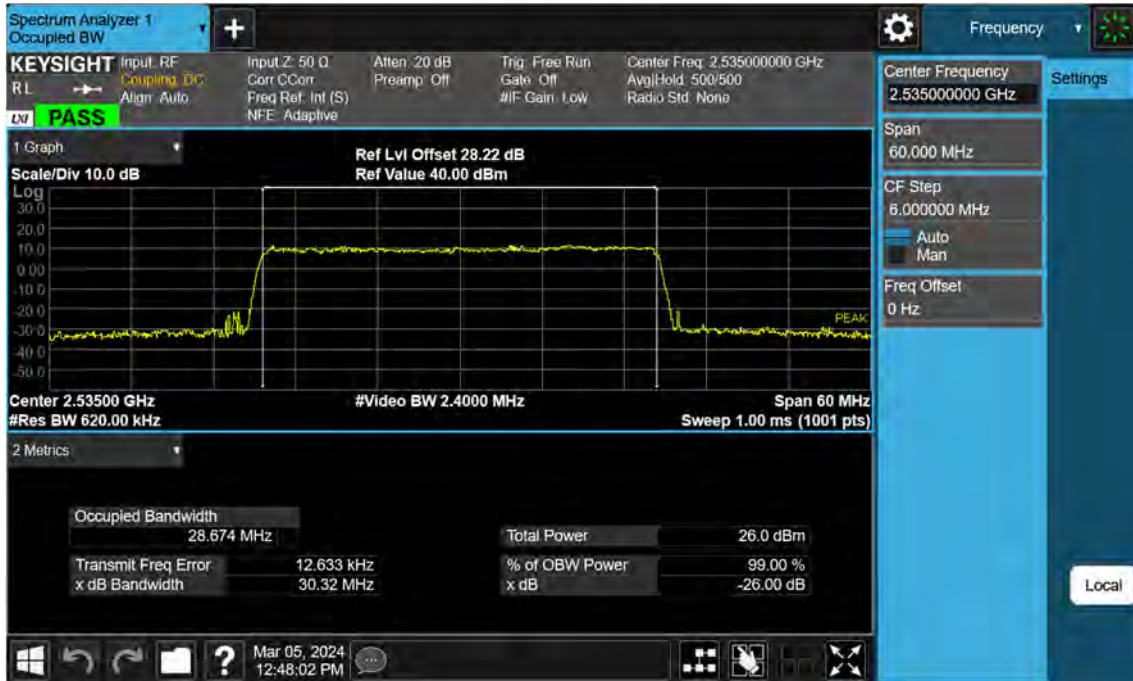 Spectrum Analyzer 1
Occupied BW
+
Frequency
KEYSIGHT
RL
LXI PASS
Input: RF
Coupling: DC
Align: Auto
Input Z: 50 Ω
Corr CCorr
Freq Ref: Int (S)
NFE: Adaptive
Atten: 20 dB
Preamp: Off
Trig: Free Run
Gate: Off
#IF Gain: Low
Center Freq: 2.535000000 GHz
Avg|Hold: 500/500
Radio Std: None
1 Graph
Scale/Div 10.0 dB
Ref Lvl Offset 28.22 dB
Ref Value 40.00 dBm
Log
30.0
20.0
10.0
0.00
-10.0
-20.0
-30.0
-40.0
-50.0
PEAK
Center 2.53500 GHz
#Video BW 2.4000 MHz
Span 60 MHz
#Res BW 620.00 kHz
Sweep 1.00 ms (1001 pts)
2 Metrics
Occupied Bandwidth
28.674 MHz
Transmit Freq Error 12.633 kHz
x dB Bandwidth 30.32 MHz
Total Power 26.0 dBm
% of OBW Power 99.00 %
x dB -26.00 dB
Center Frequency
2.535000000 GHz
Span
60.000 MHz
CF Step
6.000000 MHz
Auto
Man
Freq Offset
0 Hz
Settings
Local
?
Mar 05, 2024
12:48:02 PM